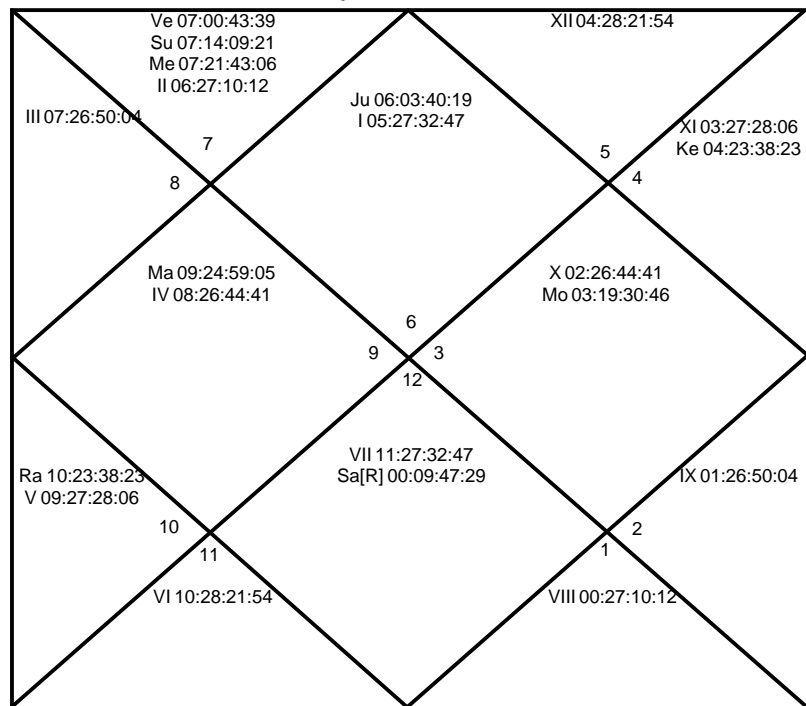 Ve 07:00:43:39
Su 07:14:09:21
Me 07:21:43:06
II 06:27:10:12
XII 04:28:21:54
Ju 06:03:40:19
I 05:27:32:47
III 07:26:50:04
XI 03:27:28:06
Ke 04:23:38:23
7
5
8
4
Ma 09:24:59:05
IV 08:26:44:41
X 02:26:44:41
Mo 03:19:30:46
6
9
3
12
VII 11:27:32:47
Sa[R] 00:09:47:29
Ra 10:23:38:23
V 09:27:28:06
IX 01:26:50:04
10
2
11
1
VI 10:28:21:54
VIII 00:27:10:12